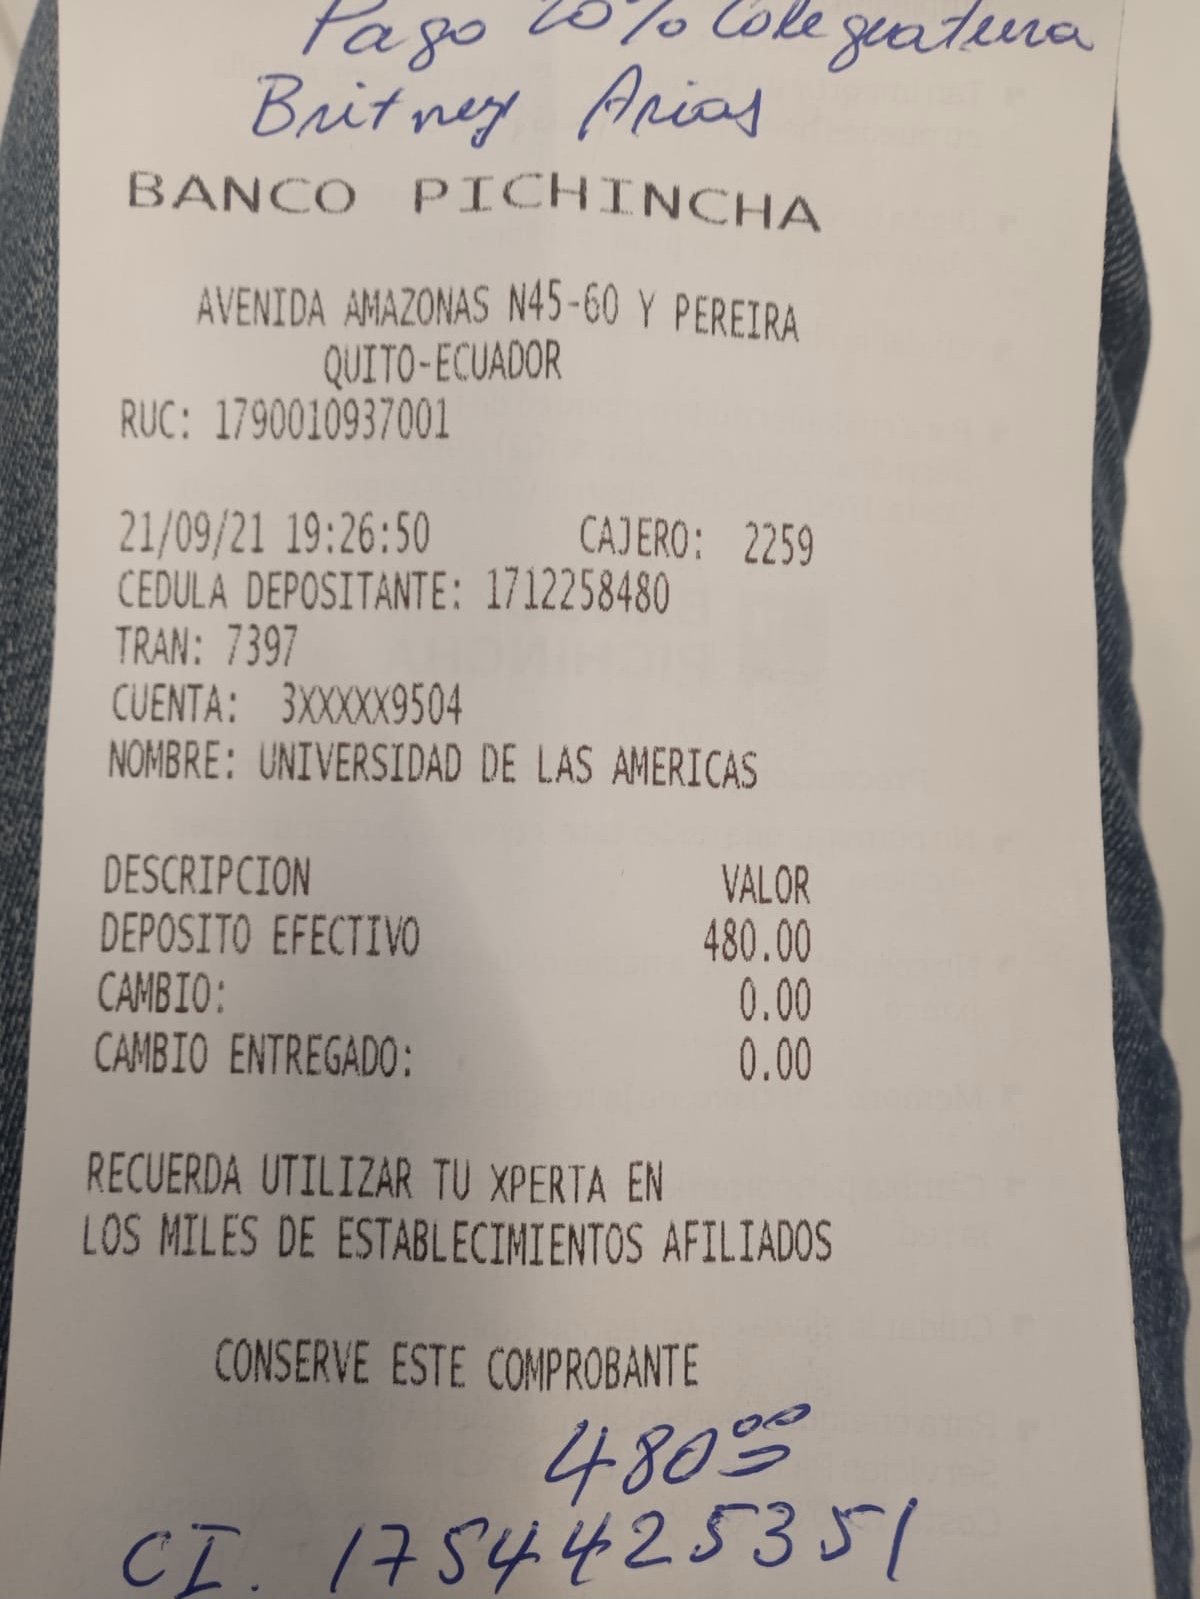 Pago 20% Colegiatura
Britney Arias
BANCO PICHINCHA
AVENIDA AMAZONAS N45-60 Y PEREIRA
QUITO-ECUADOR
RUC: 1790010937001
21/09/21 19:26:50 CAJERO: 2259
CEDULA DEPOSITANTE: 1712258480
TRAN: 7397
CUENTA: 3XXXXX9504
NOMBRE: UNIVERSIDAD DE LAS AMERICAS
DESCRIPCION VALOR
DEPOSITO EFECTIVO 480.00
CAMBIO: 0.00
CAMBIO ENTREGADO: 0.00
RECUERDA UTILIZAR TU XPERTA EN
LOS MILES DE ESTABLECIMIENTOS AFILIADOS
CONSERVE ESTE COMPROBANTE
480.00
CI. 1754425351